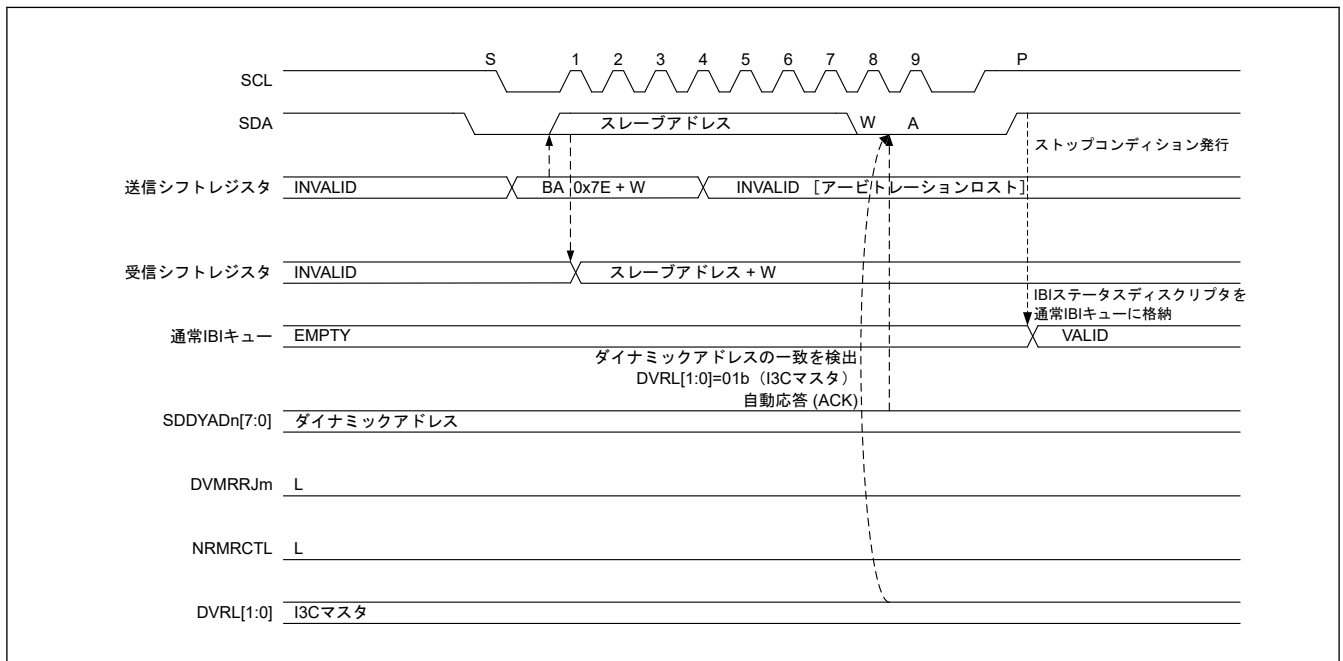 S 1 2 3 4 5 6 7 8 9 P
SCL
SDA スレーブアドレス W A
ストップコンディション発行
送信シフトレジスタ INVALID BA 0x7E + W INVALID [アービトレーションロスト]
受信シフトレジスタ INVALID スレーブアドレス + W
IBIステータスディスクリプタを
通常IBIキューに格納
通常IBIキュー EMPTY VALID
ダイナミックアドレスの一致を検出
DVRL[1:0]=01b（I3Cマスタ）
自動応答 (ACK)
SDDYADn[7:0] ダイナミックアドレス
DVMRRJm L
NRMRCTL L
DVRL[1:0] I3Cマスタ